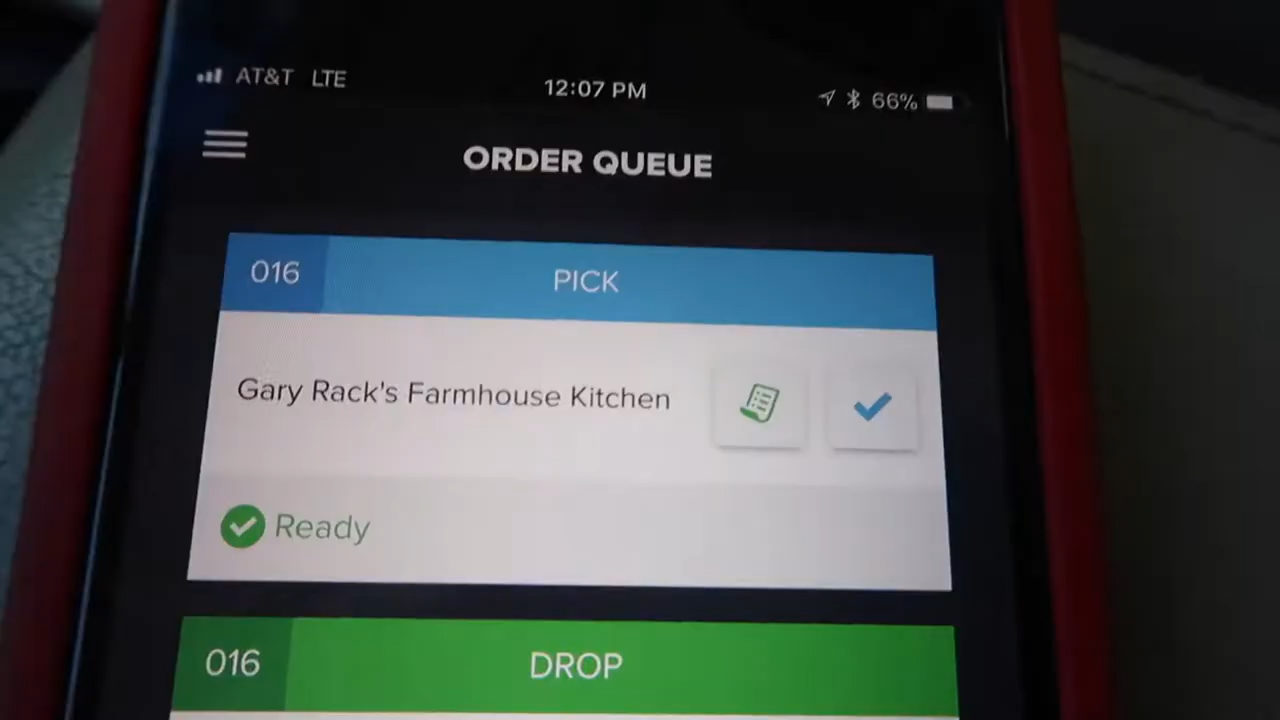 AT&T LTE 12:07 PM 66%
ORDER QUEUE
016 PICK
Gary Rack's Farmhouse Kitchen
Ready
016 DROP